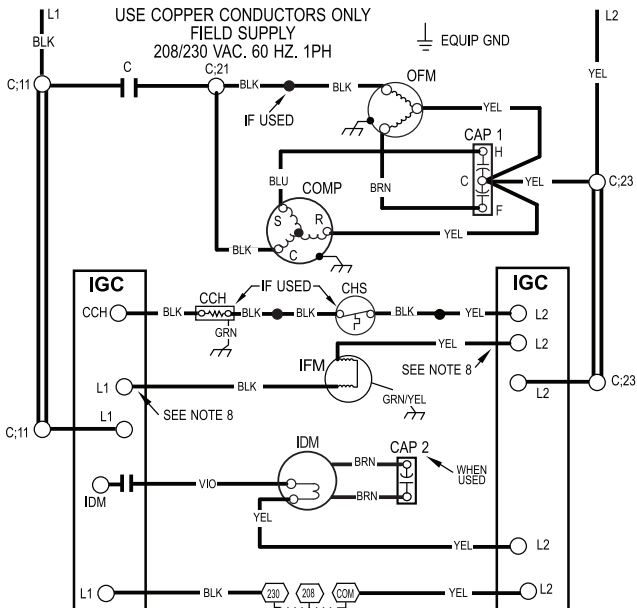 L1
USE COPPER CONDUCTORS ONLY
FIELD SUPPLY
208/230 VAC. 60 HZ. 1PH
L2
EQUIP GND
BLK
YEL
C;11
C
C;21
BLK
BLK
OFM
IF USED
YEL
CAP 1
H
C
F
BLU
COMP
BRN
YEL
C;23
S
R
C
BLK
YEL
IGC
IGC
CCH
BLK
CCH
IF USED
BLK
BLK
CHS
BLK
YEL
L2
GRN
YEL
L2
IFM
SEE NOTE 8
L1
BLK
GRN/YEL
L2
C;23
SEE NOTE 8
L1
C;11
IDM
CAP 2
BRN
WHEN
USED
IDM
VIO
BRN
YEL
YEL
L2
L1
BLK
230
208
COM
YEL
L2